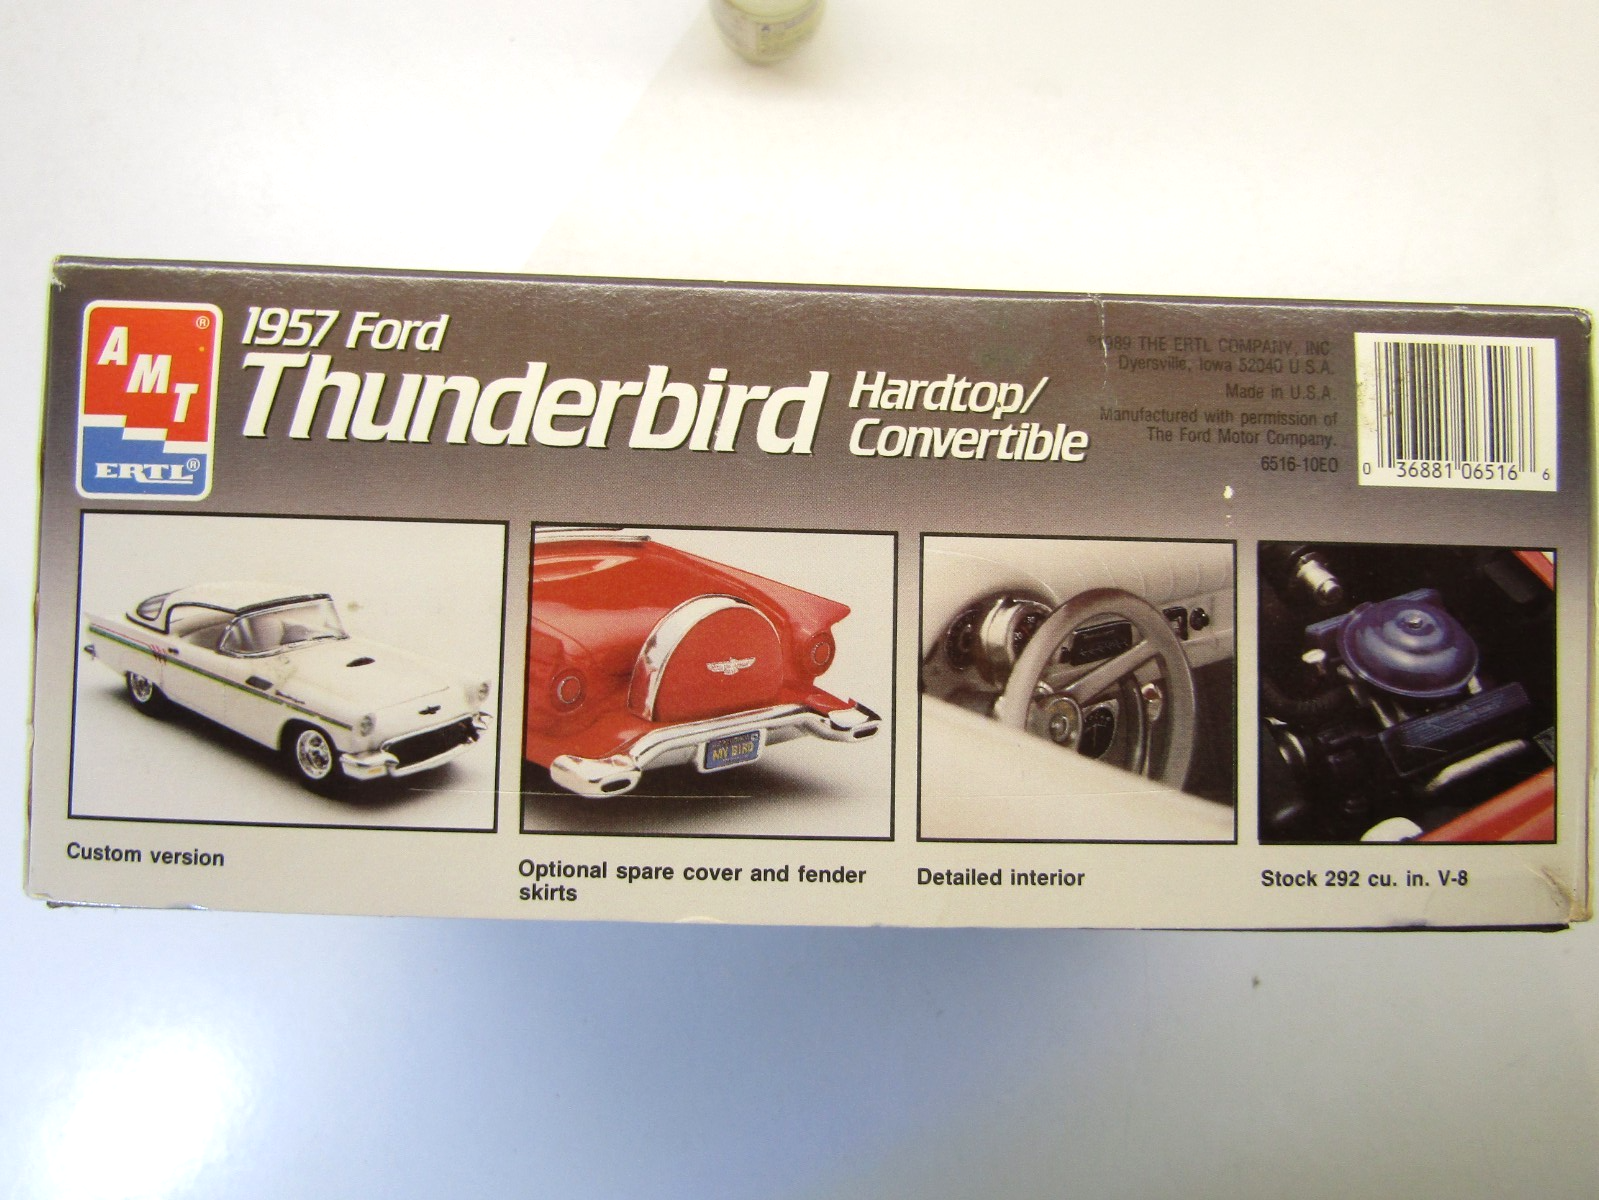 AMT®
ERTL®
1957 Ford
Thunderbird
Hardtop/
Convertible
©1989 THE ERTL COMPANY, INC.
Dyersville, Iowa 52040 U.S.A.
Made in U.S.A.
Manufactured with permission of
The Ford Motor Company.
6516-10EO
0 36881 06516 6
MY BIRD
Custom version
Optional spare cover and fender
skirts
Detailed interior
Stock 292 cu. in. V-8